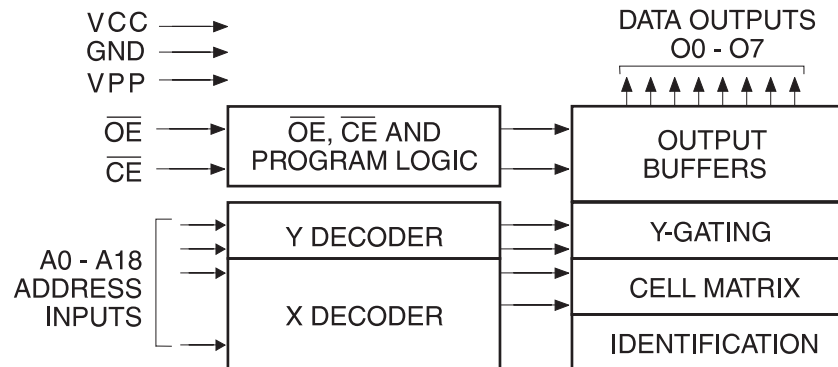 VCC
GND
VPP
OE
CE
OE, CE AND
PROGRAM LOGIC
A0 - A18
ADDRESS
INPUTS
Y DECODER
X DECODER
DATA OUTPUTS
O0 - O7
OUTPUT
BUFFERS
Y-GATING
CELL MATRIX
IDENTIFICATION